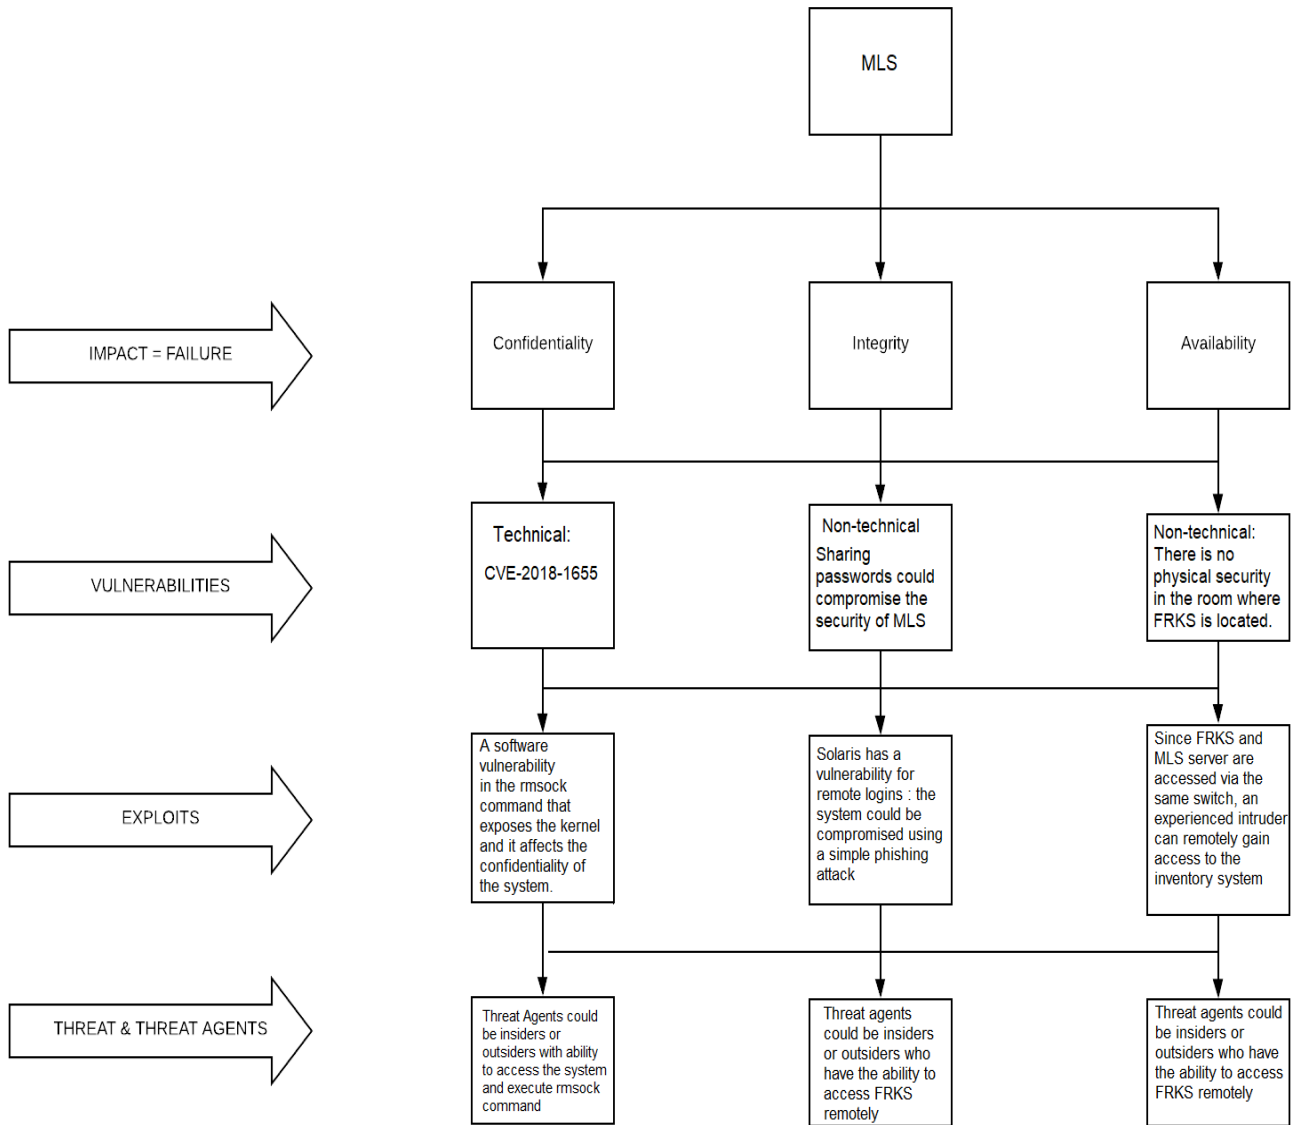 MLS
IMPACT = FAILURE
Confidentiality
Integrity
Availability
VULNERABILITIES
Technical:
CVE-2018-1655
Non-technical
Sharing
passwords could
compromise the
security of MLS
Non-technical:
There is no
physical security
in the room where
FRKS is located.
EXPLOITS
A software
vulnerability
in the rmsock
command that
exposes the kernel
and it affects the
confidentiality of
the system.
Solaris has a
vulnerability for
remote logins : the
system could be
compromised using
a simple phishing
attack
Since FRKS and
MLS server are
accessed via the
same switch, an
experienced intruder
can remotely gain
access to the
inventory system
THREAT & THREAT AGENTS
Threat Agents could
be insiders or
outsiders with ability
to access the system
and execute rmsock
command
Threat agents
could be insiders
or outsiders who
have the ability to
access FRKS
remotely
Threat agents could
be insiders or
outsiders who have
the ability to access
FRKS remotely